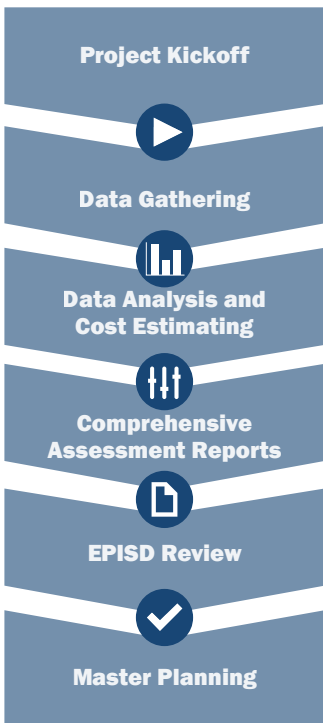 Project Kickoff
Data Gathering
Data Analysis and
Cost Estimating
Comprehensive
Assessment Reports
EPISD Review
Master Planning